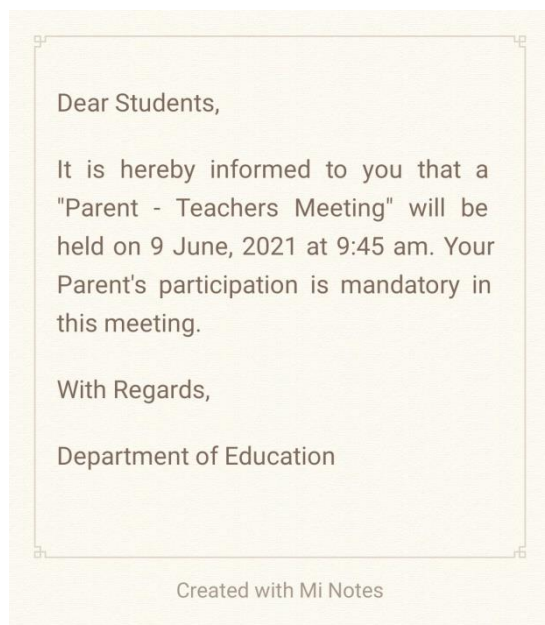 Dear Students,
It is hereby informed to you that a
"Parent - Teachers Meeting" will be
held on 9 June, 2021 at 9:45 am. Your
Parent's participation is mandatory in
this meeting.
With Regards,
Department of Education
Created with Mi Notes